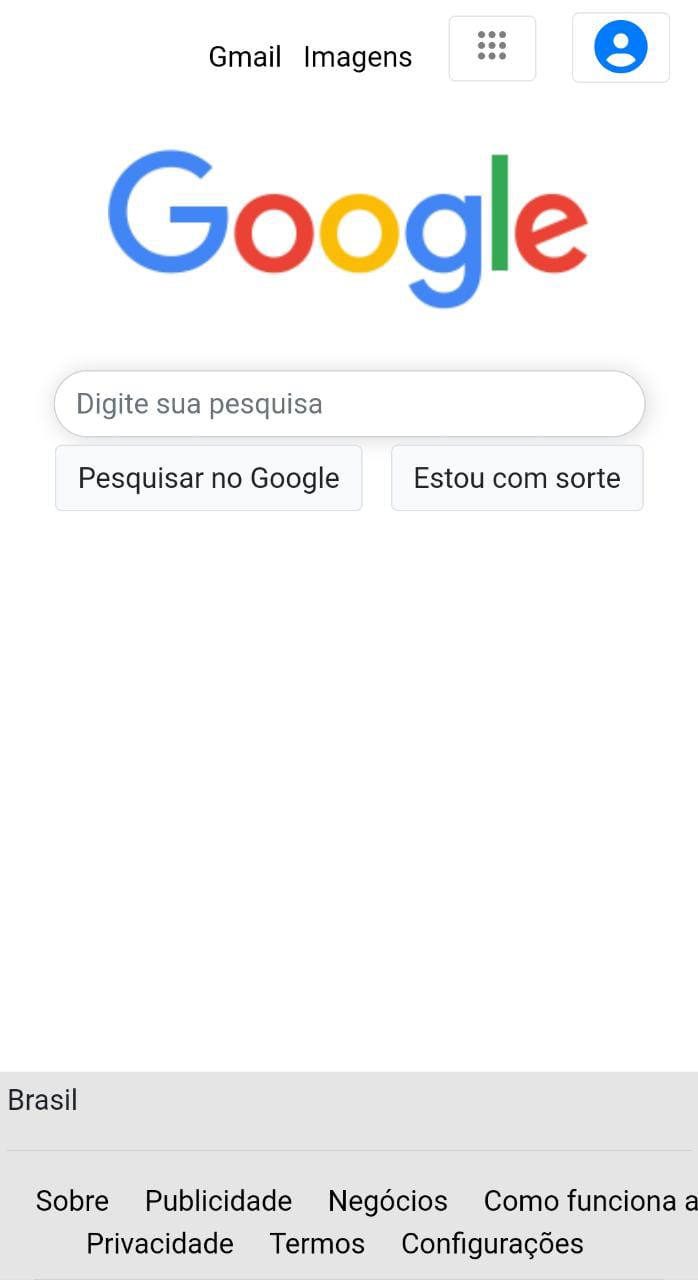 Gmail Imagens
Google
Digite sua pesquisa
Pesquisar no Google Estou com sorte
Brasil
Sobre Publicidade Negócios Como funciona a
Privacidade Termos Configurações